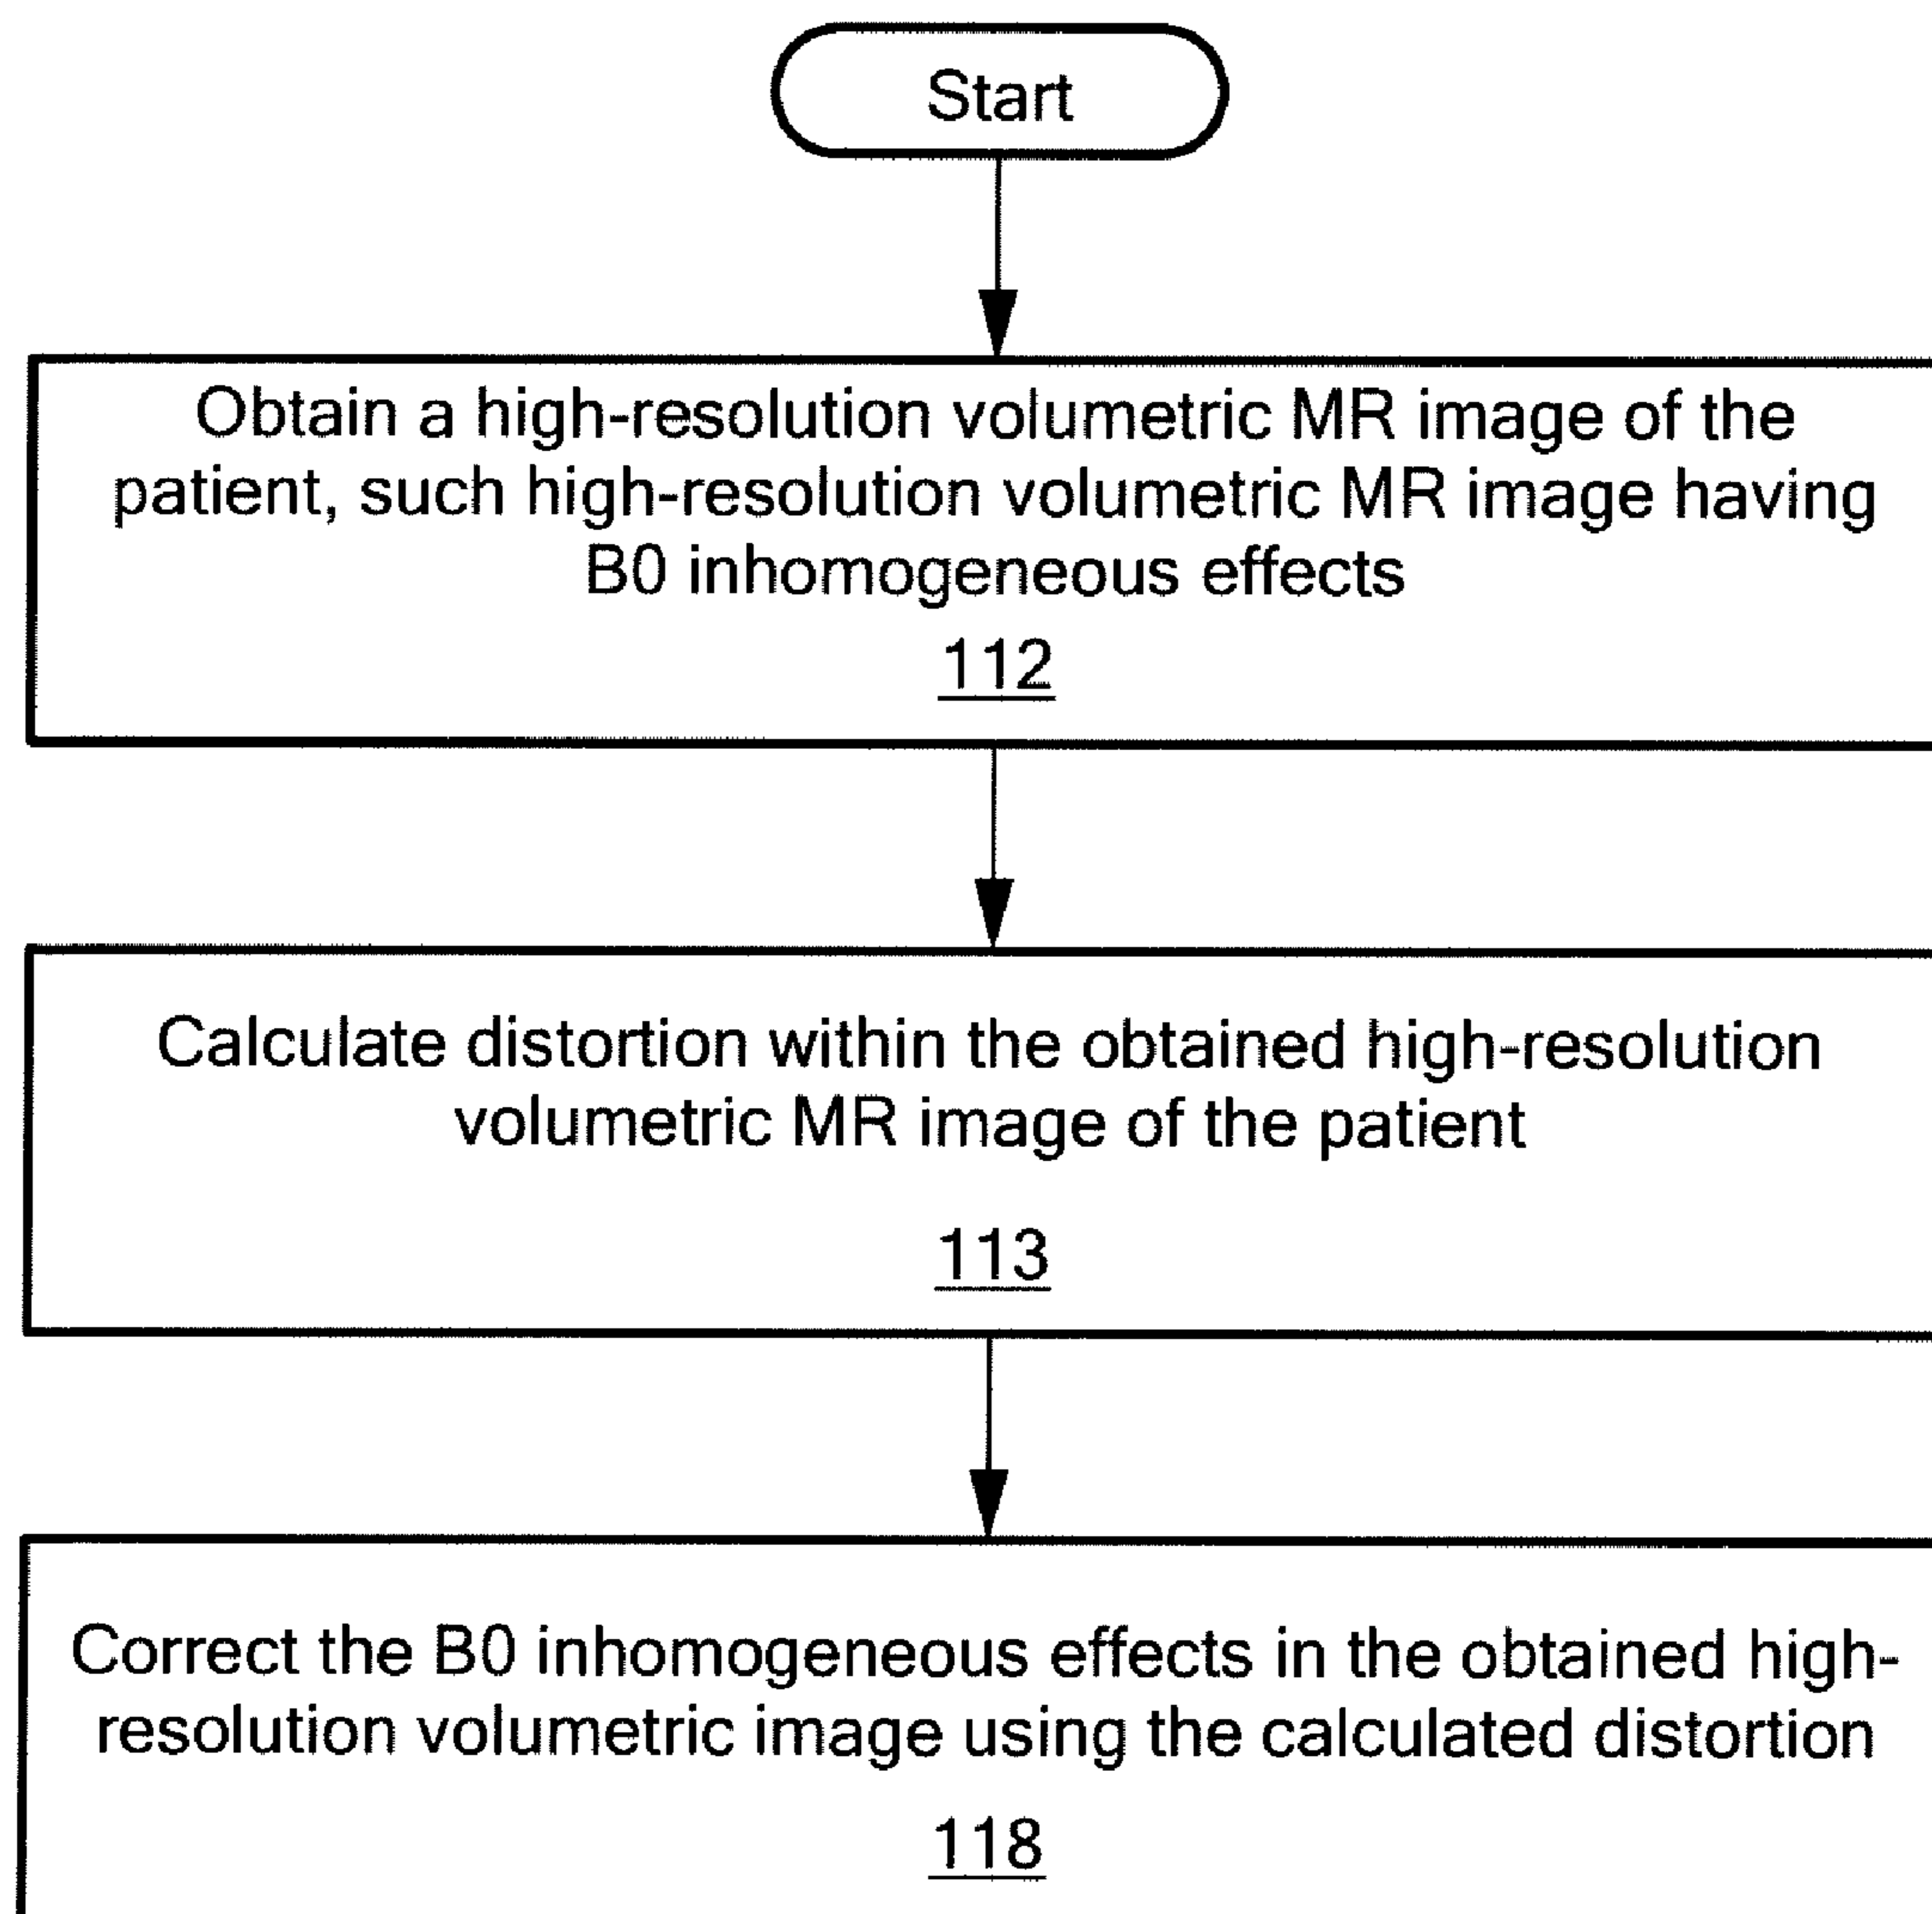 Start
Obtain a high-resolution volumetric MR image of the
patient, such high-resolution volumetric MR image having
B0 inhomogeneous effects
112
Calculate distortion within the obtained high-resolution
volumetric MR image of the patient
113
Correct the B0 inhomogeneous effects in the obtained high-
resolution volumetric image using the calculated distortion
118